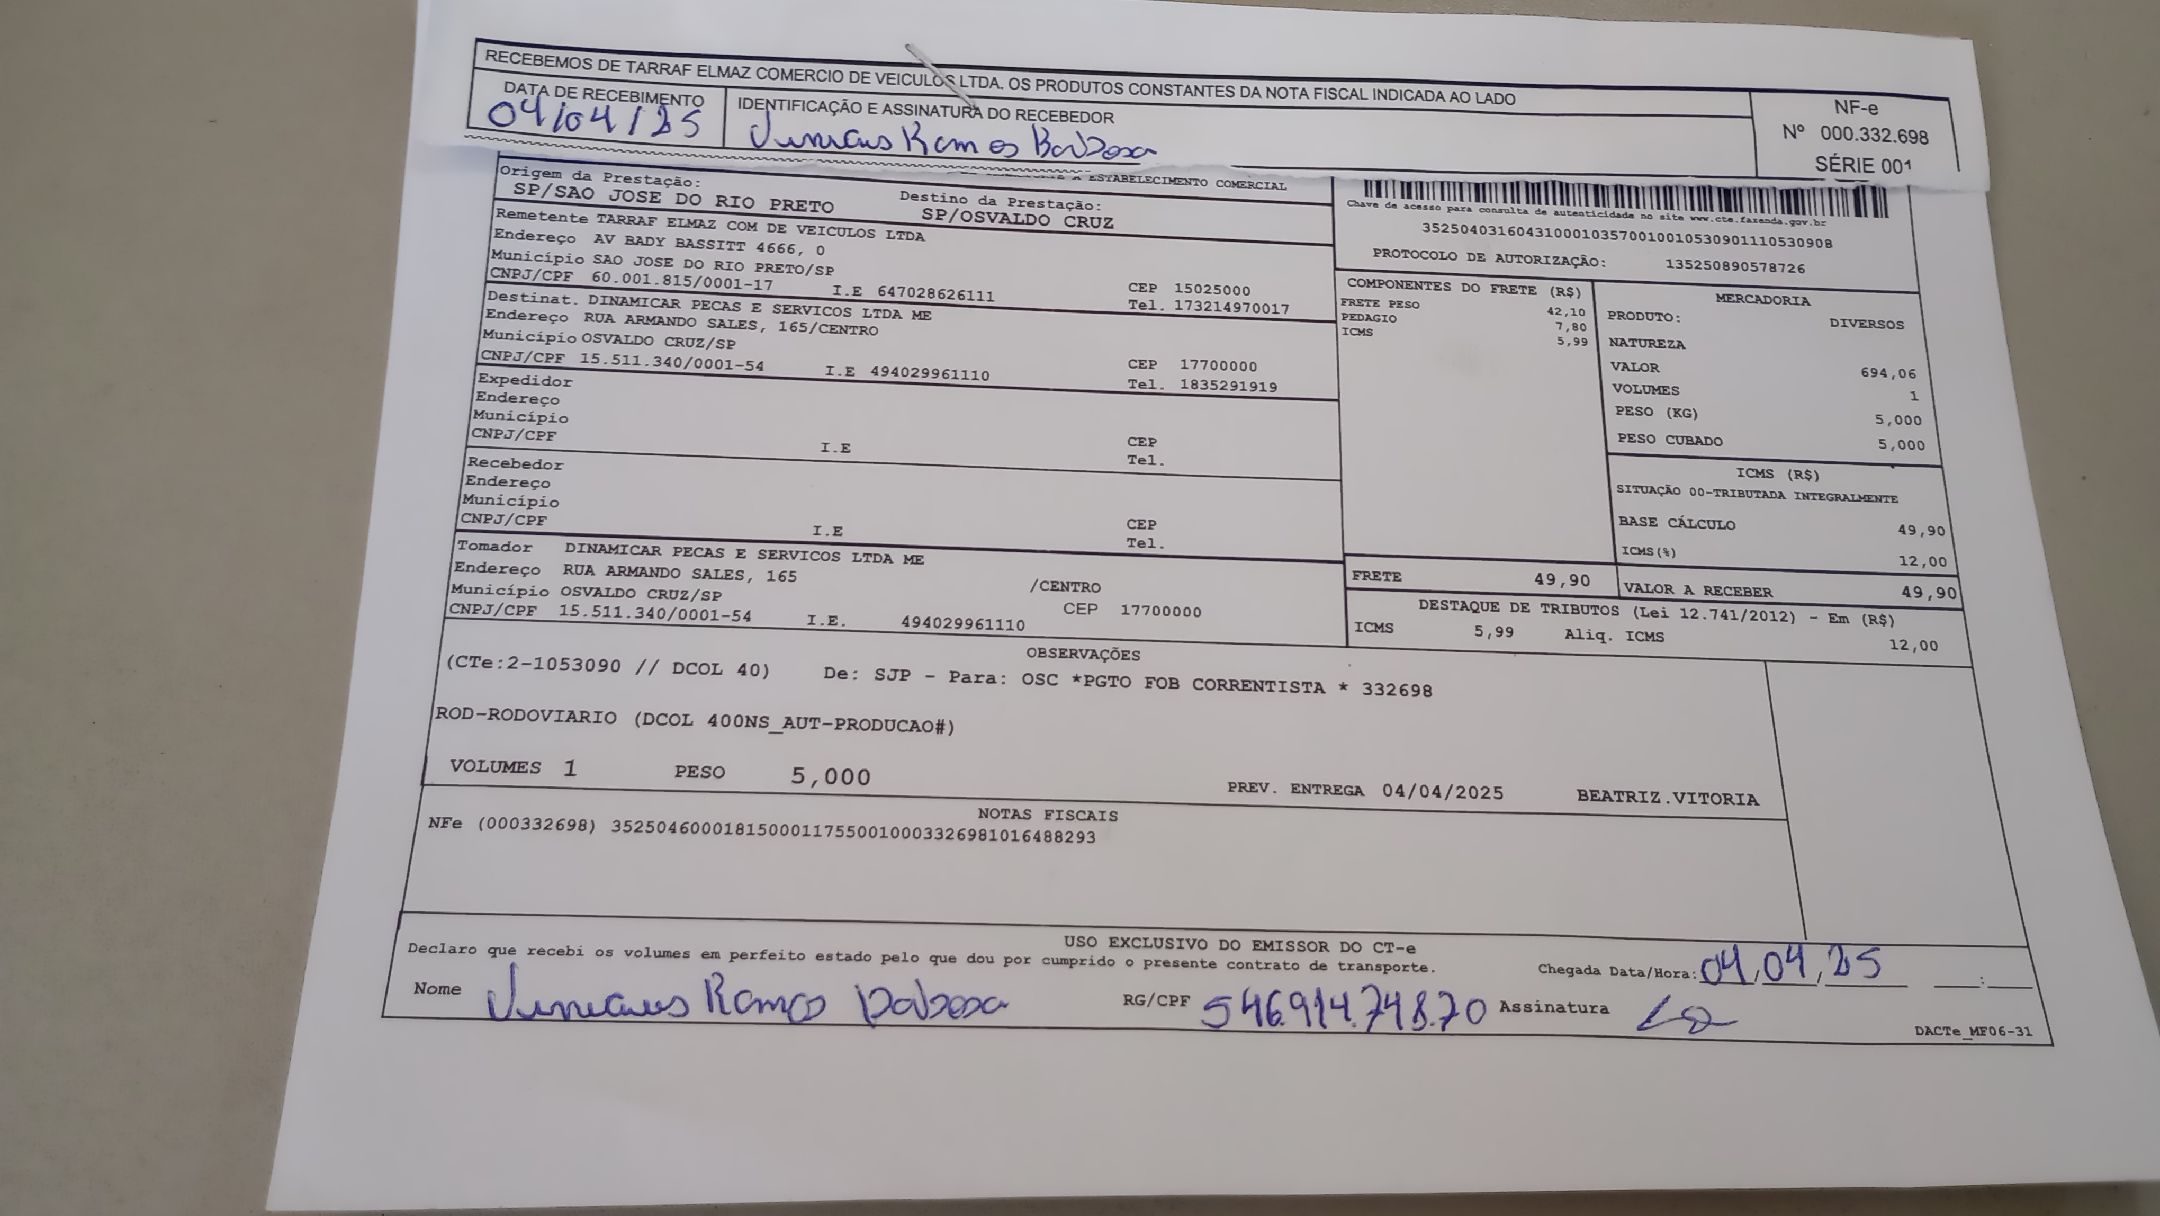 RECEBEMOS DE TARRAF ELMAZ COMERCIO DE VEICULOS LTDA. OS PRODUTOS CONSTANTES DA NOTA FISCAL INDICADA AO LADO
DATA DE RECEBIMENTO IDENTIFICAÇÃO E ASSINATURA DO RECEBEDOR
04/04/25 Ramos Barbosa
NF-e
Nº 000.332.698
SÉRIE 001
ESTABELECIMENTO COMERCIAL
Origem da Prestação: Destino da Prestação:
SP/SAO JOSE DO RIO PRETO SP/OSVALDO CRUZ
Remetente TARRAF ELMAZ COM DE VEICULOS LTDA
Endereço AV BADY BASSITT 4666, 0
Município SAO JOSE DO RIO PRETO/SP CEP 15025000
CNPJ/CPF 60.001.815/0001-17 I.E 647028626111 Tel. 173214970017
Destinat. DINAMICAR PECAS E SERVICOS LTDA ME
Endereço RUA ARMANDO SALES, 165/CENTRO
Município OSVALDO CRUZ/SP CEP 17700000
CNPJ/CPF 15.511.340/0001-54 I.E 494029961110 Tel. 1835291919
Expedidor
Endereço
Município CEP
CNPJ/CPF I.E Tel.
Recebedor
Endereço
Município CEP
CNPJ/CPF I.E Tel.
Tomador DINAMICAR PECAS E SERVICOS LTDA ME
Endereço RUA ARMANDO SALES, 165 /CENTRO
Município OSVALDO CRUZ/SP CEP 17700000
CNPJ/CPF 15.511.340/0001-54 I.E. 494029961110
Chave de acesso para consulta de autenticidade no site www.cte.fazenda.gov.br
35250403160431000103570010010530901110530908
PROTOCOLO DE AUTORIZAÇÃO: 135250890578726
COMPONENTES DO FRETE (R$)
FRETE PESO 42,10
PEDAGIO 7,80
ICMS 5,99
MERCADORIA
PRODUTO: DIVERSOS
NATUREZA
VALOR 694,06
VOLUMES 1
PESO (KG) 5,000
PESO CUBADO 5,000
ICMS (R$)
SITUAÇÃO 00-TRIBUTADA INTEGRALMENTE
BASE CÁLCULO 49,90
ICMS(%) 12,00
FRETE 49,90 VALOR A RECEBER 49,90
DESTAQUE DE TRIBUTOS (Lei 12.741/2012) - Em (R$)
ICMS 5,99 Aliq. ICMS 12,00
OBSERVAÇÕES
(CTe:2-1053090 // DCOL 40) De: SJP - Para: OSC *PGTO FOB CORRENTISTA * 332698
ROD-RODOVIARIO (DCOL 400NS_AUT-PRODUCAO#)
VOLUMES 1 PESO 5,000 PREV. ENTREGA 04/04/2025 BEATRIZ.VITORIA
NOTAS FISCAIS
NFe (000332698) 35250460001815000117550010003326981016488293
USO EXCLUSIVO DO EMISSOR DO CT-e
Declaro que recebi os volumes em perfeito estado pelo que dou por cumprido o presente contrato de transporte. Chegada Data/Hora: 04/04/25 __:__
Nome Ramos Barbosa RG/CPF 546.914.748.70 Assinatura
DACTe_MF06-31